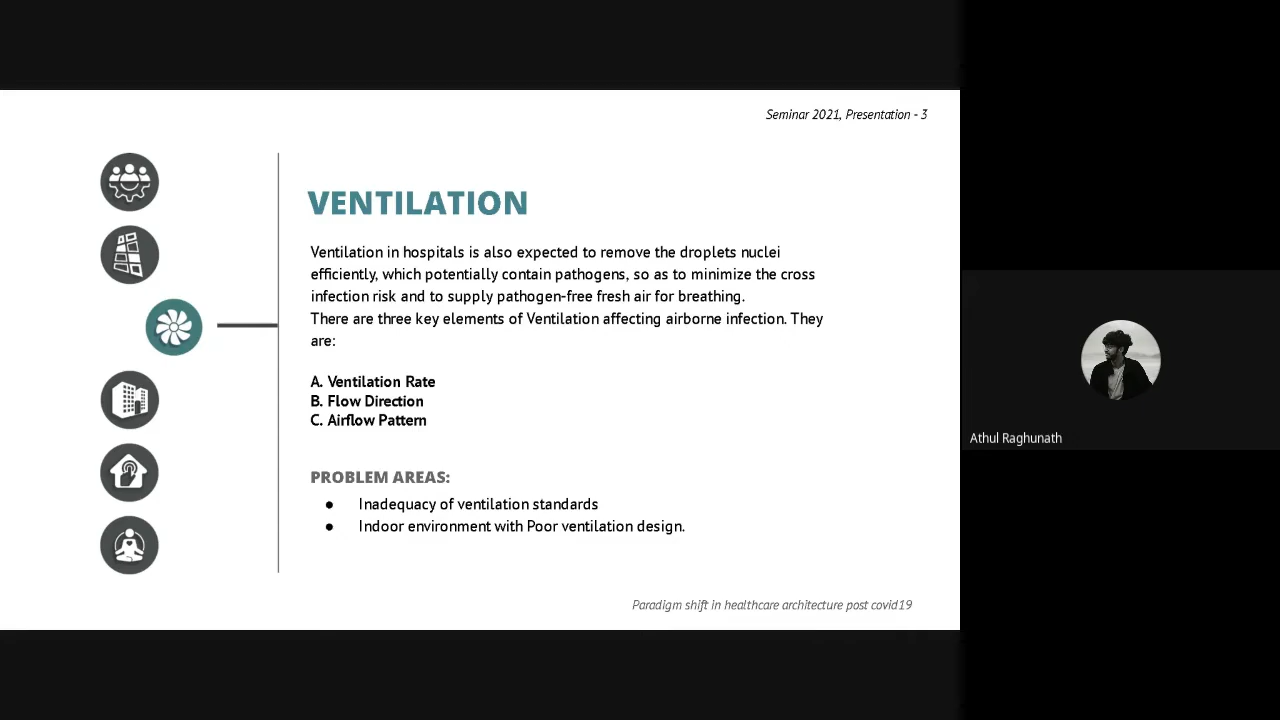 Seminar 2021, Presentation - 3
VENTILATION
Ventilation in hospitals is also expected to remove the droplets nuclei
efficiently, which potentially contain pathogens, so as to minimize the cross
infection risk and to supply pathogen-free fresh air for breathing.
There are three key elements of Ventilation affecting airborne infection. They
are:
A. Ventilation Rate
B. Flow Direction
C. Airflow Pattern
PROBLEM AREAS:
● Inadequacy of ventilation standards
● Indoor environment with Poor ventilation design.
Paradigm shift in healthcare architecture post covid19
Athul Raghunath